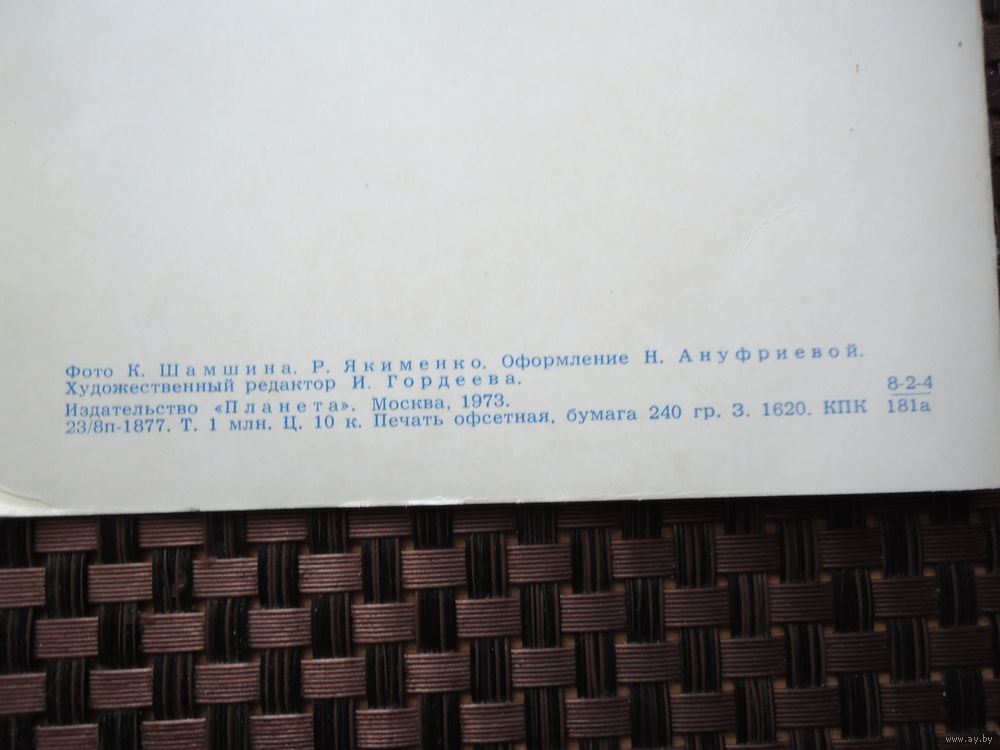 Фото К. Шамшина. Р. Якименко. Оформление Н. Ануфриевой.
Художественный редактор И. Гордеева.
Издательство «Планета». Москва, 1973.
23/8п-1877. Т. 1 млн. Ц. 10 к. Печать офсетная, бумага 240 гр. З. 1620. КПК
8-2-4
181а
www.ay.by